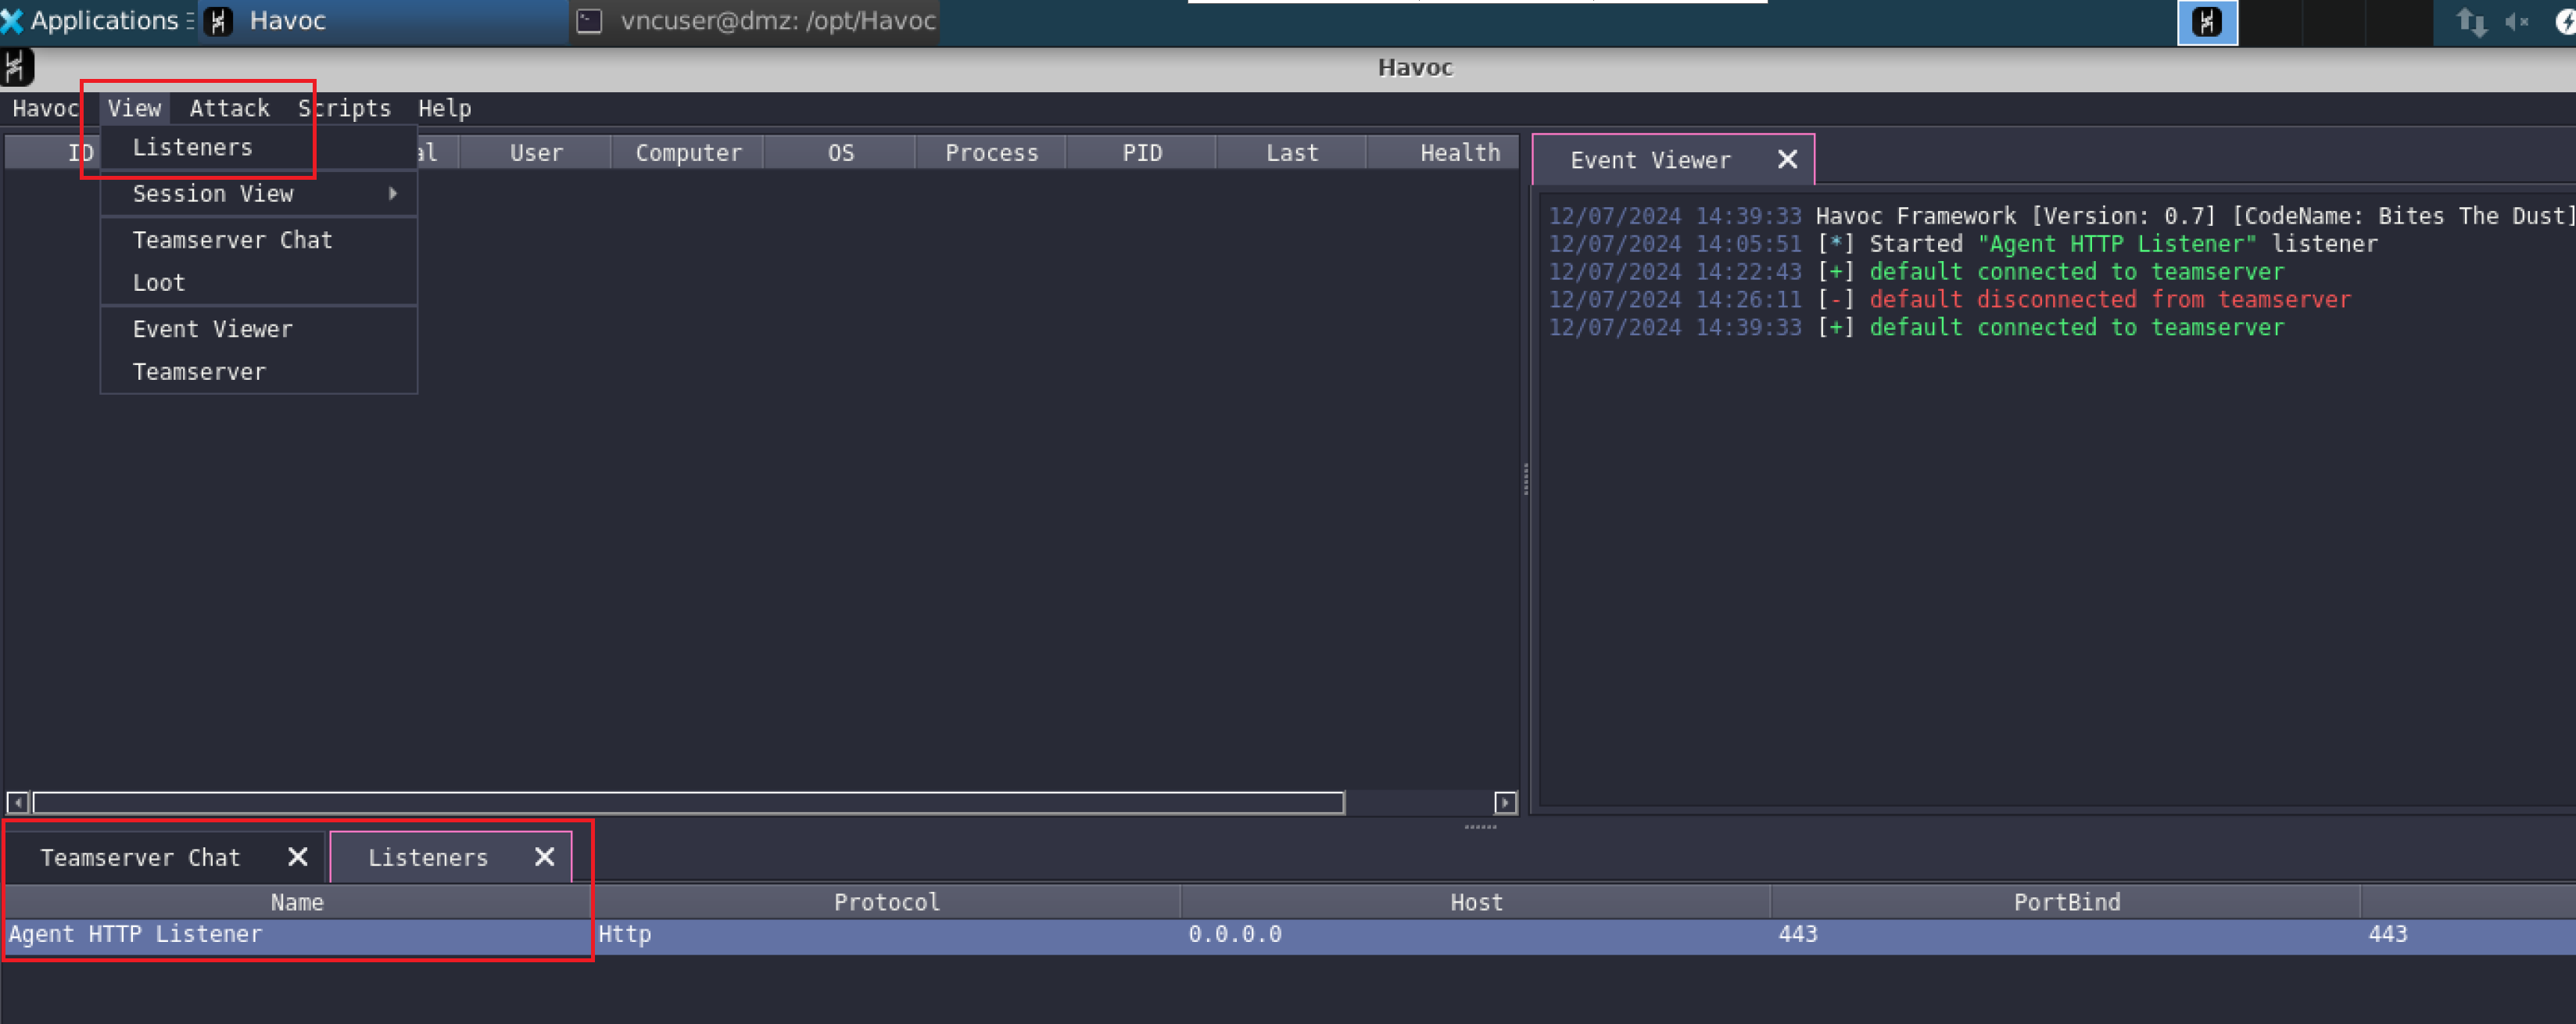 Applications Havoc vncuser@dmz: /opt/Havoc
Havoc
Havoc View Attack Scripts Help
Listeners
Session View
Teamserver Chat
Loot
Event Viewer
Teamserver
ID al User Computer OS Process PID Last Health
Event Viewer
12/07/2024 14:39:33 Havoc Framework [Version: 0.7] [CodeName: Bites The Dust]
12/07/2024 14:05:51 [*] Started "Agent HTTP Listener" listener
12/07/2024 14:22:43 [+] default connected to teamserver
12/07/2024 14:26:11 [-] default disconnected from teamserver
12/07/2024 14:39:33 [+] default connected to teamserver
Teamserver Chat Listeners
Name Protocol Host PortBind
Agent HTTP Listener Http 0.0.0.0 443 443